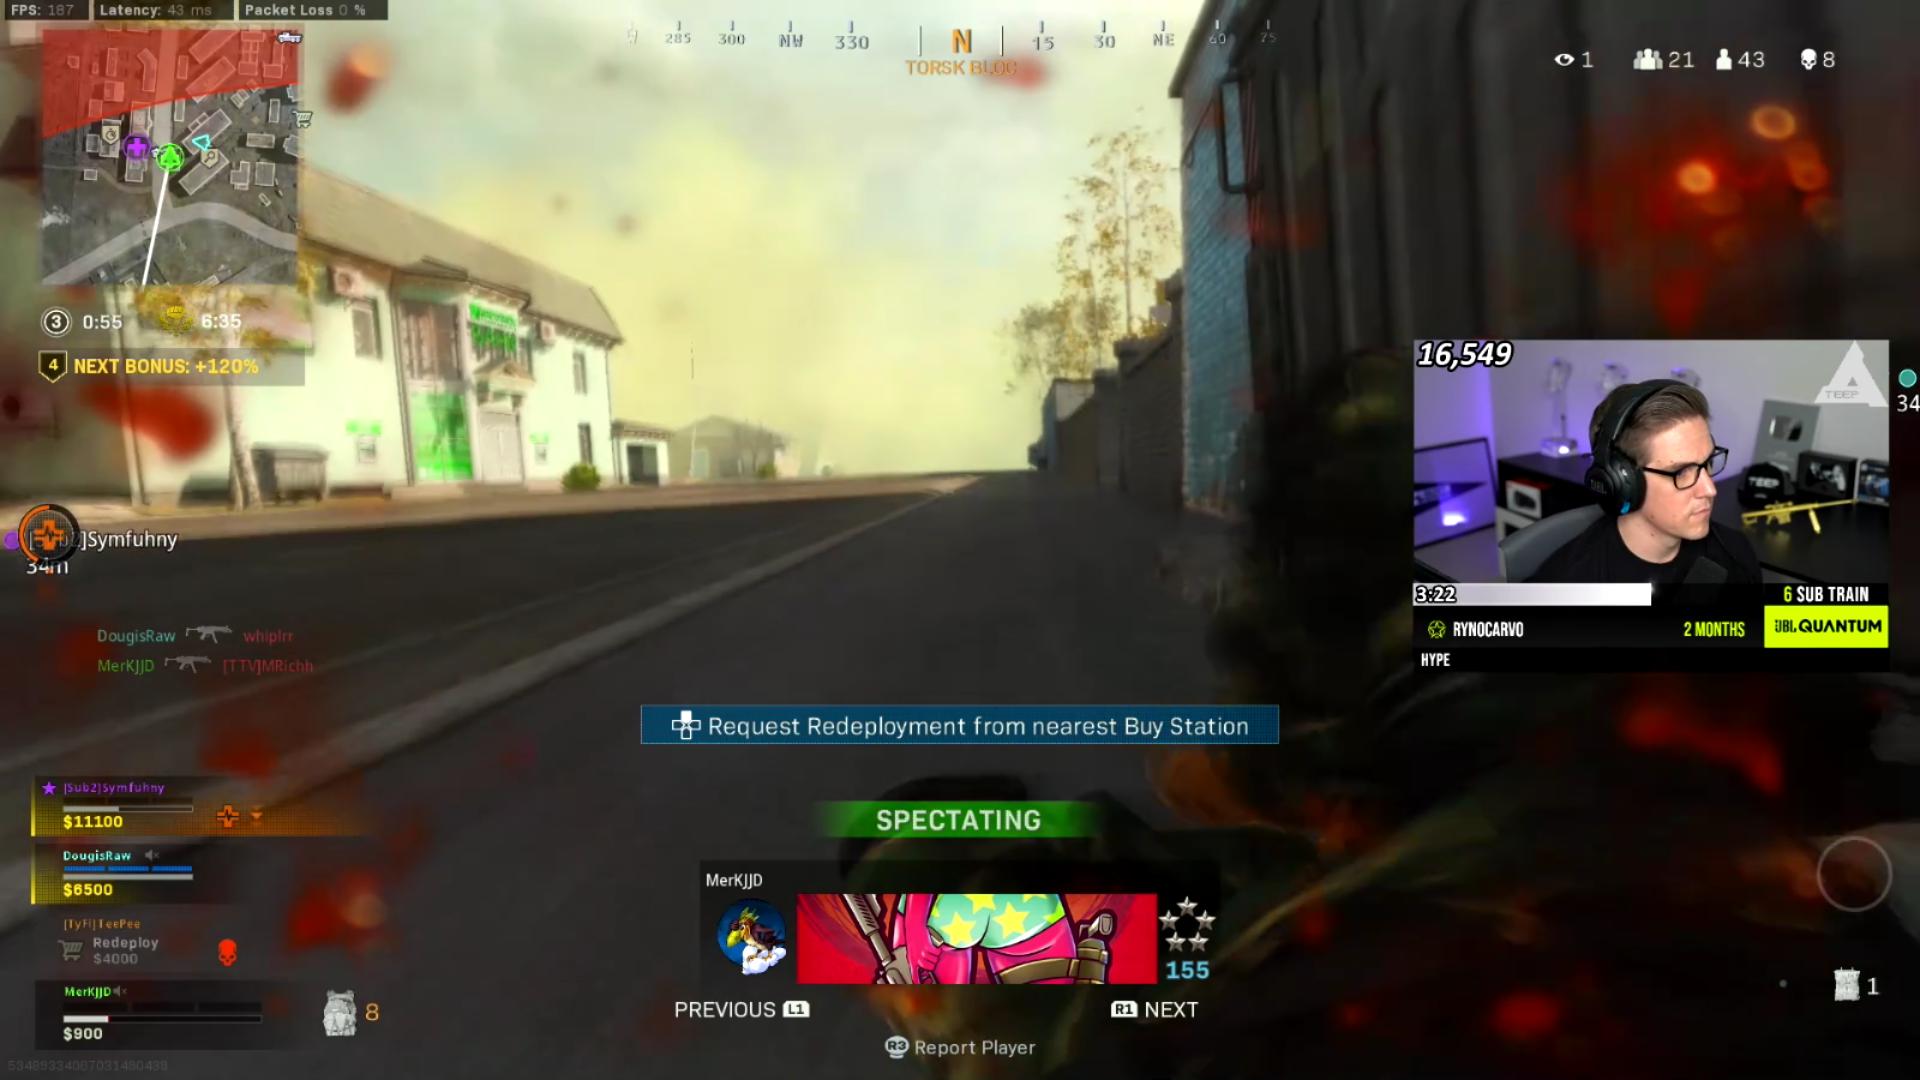 FPS: 187 Latency: 43 ms Packet Loss 0 %
285 300 NW 330 N 15 30 NE 60 75
TORSK BLOC
1 21 43 8
3 0:55 6:35
4 NEXT BONUS: +120%
16,549
TEEP
34
TEEP
]Symfuhny
34m
3:22
6 SUB TRAIN
RYNOCARVO 2 MONTHS
JBL QUANTUM
HYPE
DougisRaw whiplrr
MerKJJD [TTV]MRichh
Request Redeployment from nearest Buy Station
[Sub2]Symfuhny
$11100
DougisRaw
$6500
[TyFi]TeePee
Redeploy
$4000
MerKJJD
$900
8
SPECTATING
MerKJJD
155
PREVIOUS L1
R1 NEXT
R3 Report Player
1